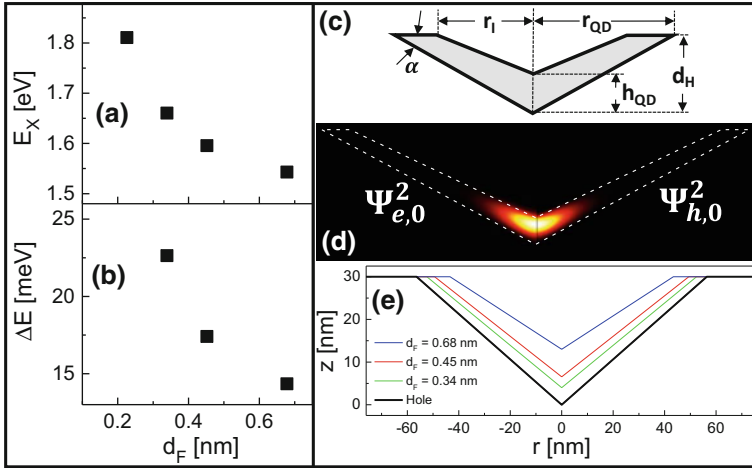 (a)
E_X [eV]
1.8
1.7
1.6
1.5
(b)
ΔE [meV]
25
20
15
0.2 0.4 0.6
d_F [nm]
(c)
r_I r_QD
α
h_QD
d_H
(d)
Ψ²_e,0 Ψ²_h,0
(e)
z [nm]
30
20
10
0
d_F = 0.68 nm
d_F = 0.45 nm
d_F = 0.34 nm
Hole
-60 -40 -20 0 20 40 60
r [nm]